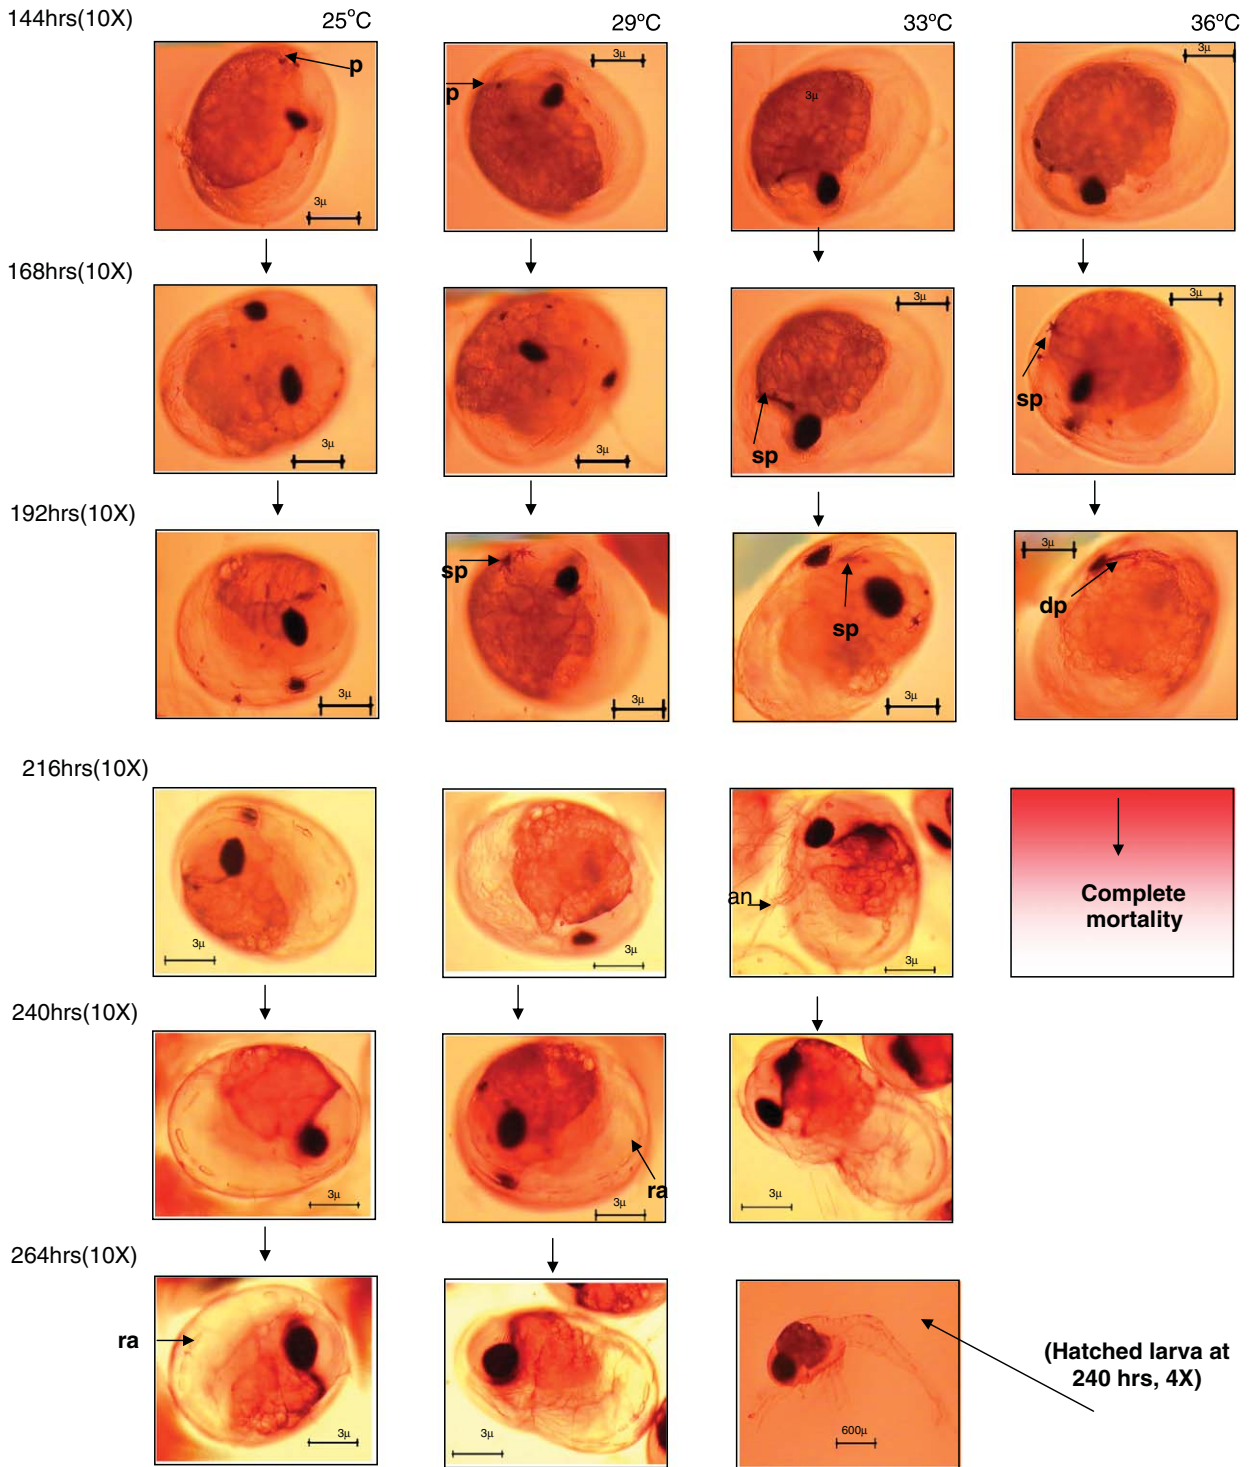 144hrs(10X)
25°C
29°C
33°C
36°C
p
3μ
p
3μ
3μ
3μ
168hrs(10X)
3μ
3μ
sp
3μ
sp
3μ
192hrs(10X)
3μ
sp
3μ
sp
3μ
dp
3μ
216hrs(10X)
3μ
3μ
an
3μ
Complete
mortality
240hrs(10X)
3μ
ra
3μ
3μ
264hrs(10X)
ra
3μ
3μ
600μ
(Hatched larva at
240 hrs, 4X)